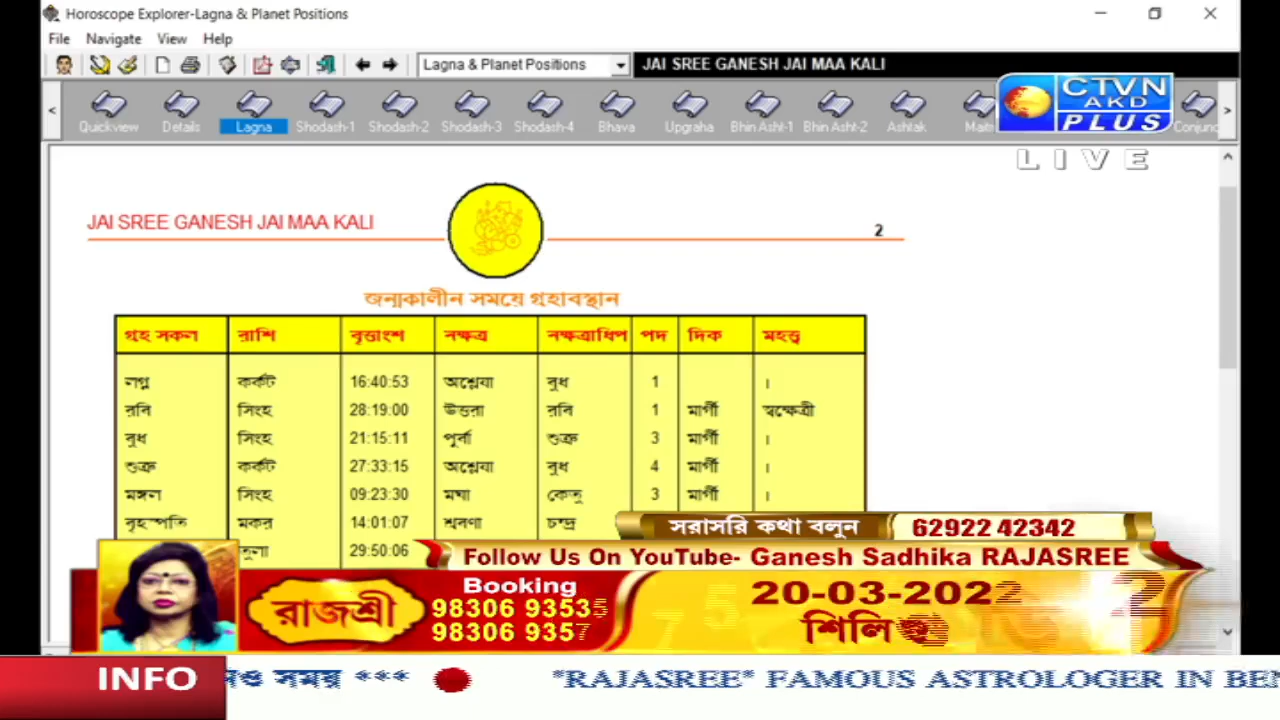 Horoscope Explorer-Lagna & Planet Positions
File Navigate View Help
Lagna & Planet Positions JAI SREE GANESH JAI MAA KALI
Quickview Details Lagna Shodash-1 Shodash-2 Shodash-3 Shodash-4 Bhava Upgraha Bhin Asht-1 Bhin Asht-2 Ashtak
CTVN
AKD
PLUS
LIVE
JAI SREE GANESH JAI MAA KALI 2
জন্মকালীন সময়ে গৃহাবস্থান
গৃহ সকল রাশি বৃত্তাংশ নক্ষত্র নক্ষত্রাধিপ পদ দিক মহত্ত্ব
লগ্ন কর্কট 16:40:53 অশ্লেষা বুধ 1 ।
রবি সিংহ 28:19:00 উত্তরা রবি 1 মার্গী স্বক্ষেত্রী
বুধ সিংহ 21:15:11 পুর্বা শুক্র 3 মার্গী ।
শুক্র কর্কট 27:33:15 অশ্লেষা বুধ 4 মার্গী ।
মঙ্গল সিংহ 09:23:30 মঘা কেতু 3 মার্গী ।
বৃহস্পতি মকর 14:01:07 শ্রবণা চন্দ্র
তুলা 29:50:06
সরাসরি কথা বলুন 62922 42342
Follow Us On YouTube- Ganesh Sadhika RAJASREE
রাজশ্রী
Booking
98306 93535
98306 9357
20-03-2022
শিলি
INFO
সময় *** *RAJASREE* FAMOUS ASTROLOGER IN BEN